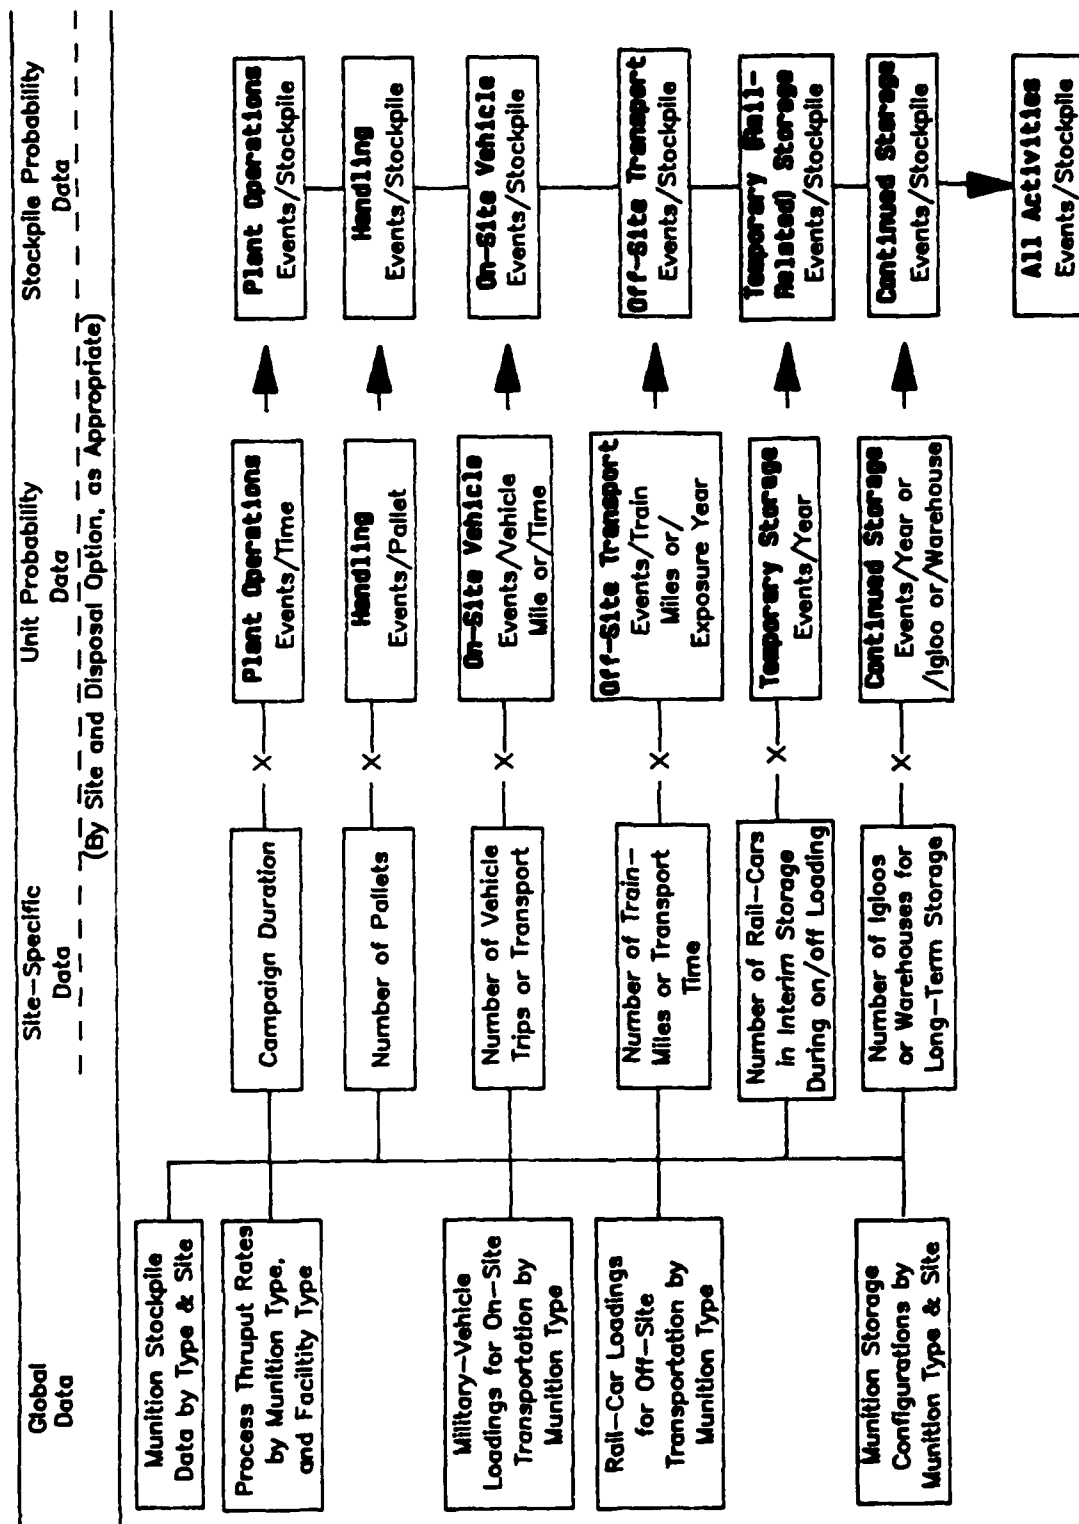 Global
Data
Site-Specific
Data
Unit Probability
Data
Stockpile Probability
Data
(By Site and Disposal Option, as Appropriate)
Munition Stockpile
Data by Type & Site
Process Thruput Rates
by Munition Type,
and Faciltity Type
Military-Vehicle
Loadings for On-Site
Transportation by
Munition Type
Rail-Car Loadings
for Off-Site
Transportation by
Munition Type
Munition Storage
Configurations by
Munition Type & Site
Campaign Duration
X
Plant Operations
Events/Time
Plant Operations
Events/Stockpile
Number of Pallets
X
Handling
Events/Pallet
Handling
Events/Stockpile
Number of Vehicle
Trips or Transport
X
On-Site Vehicle
Events/Vehicle
Mile or/Time
On-Site Vehicle
Events/Stockpile
Number of Train-
Miles or Transport
Time
X
Off-Site Transport
Events/Train
Miles or/
Exposure Year
Off-Site Transport
Events/Stockpile
Number of Rail-Cars
in Interim Storage
During on/off Loading
X
Temporary Storage
Events/Year
Temporary (Rail-
Related) Storage
Events/Stockpile
Number of Igloos
or Warehouses for
Long-Term Storage
X
Continued Storage
Events/Year or
/Igloo or/Warehouse
Continued Storage
Events/Stockpile
All Activities
Events/Stockpile